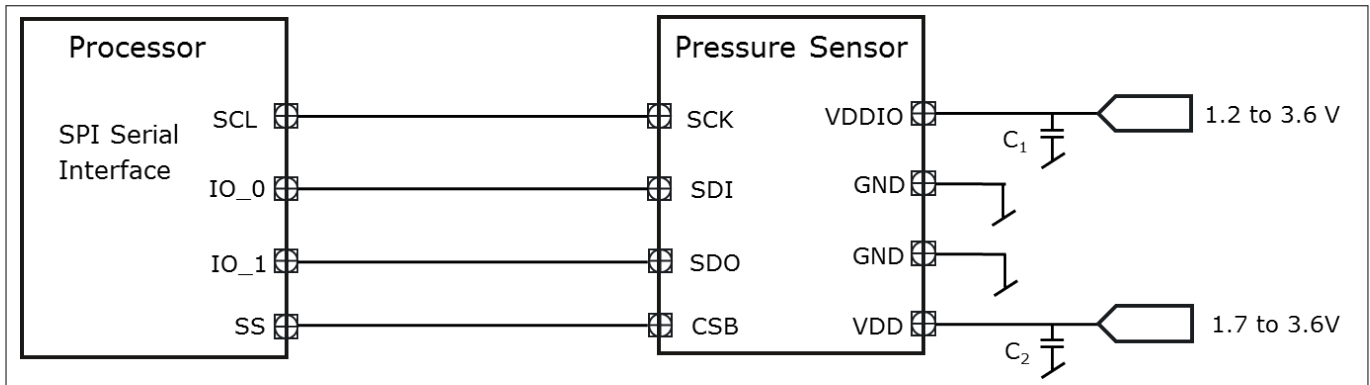 Processor
SPI Serial
Interface
SCL
IO_0
IO_1
SS
Pressure Sensor
SCK
SDI
SDO
CSB
VDDIO
GND
GND
VDD
C₁
C₂
1.2 to 3.6 V
1.7 to 3.6V